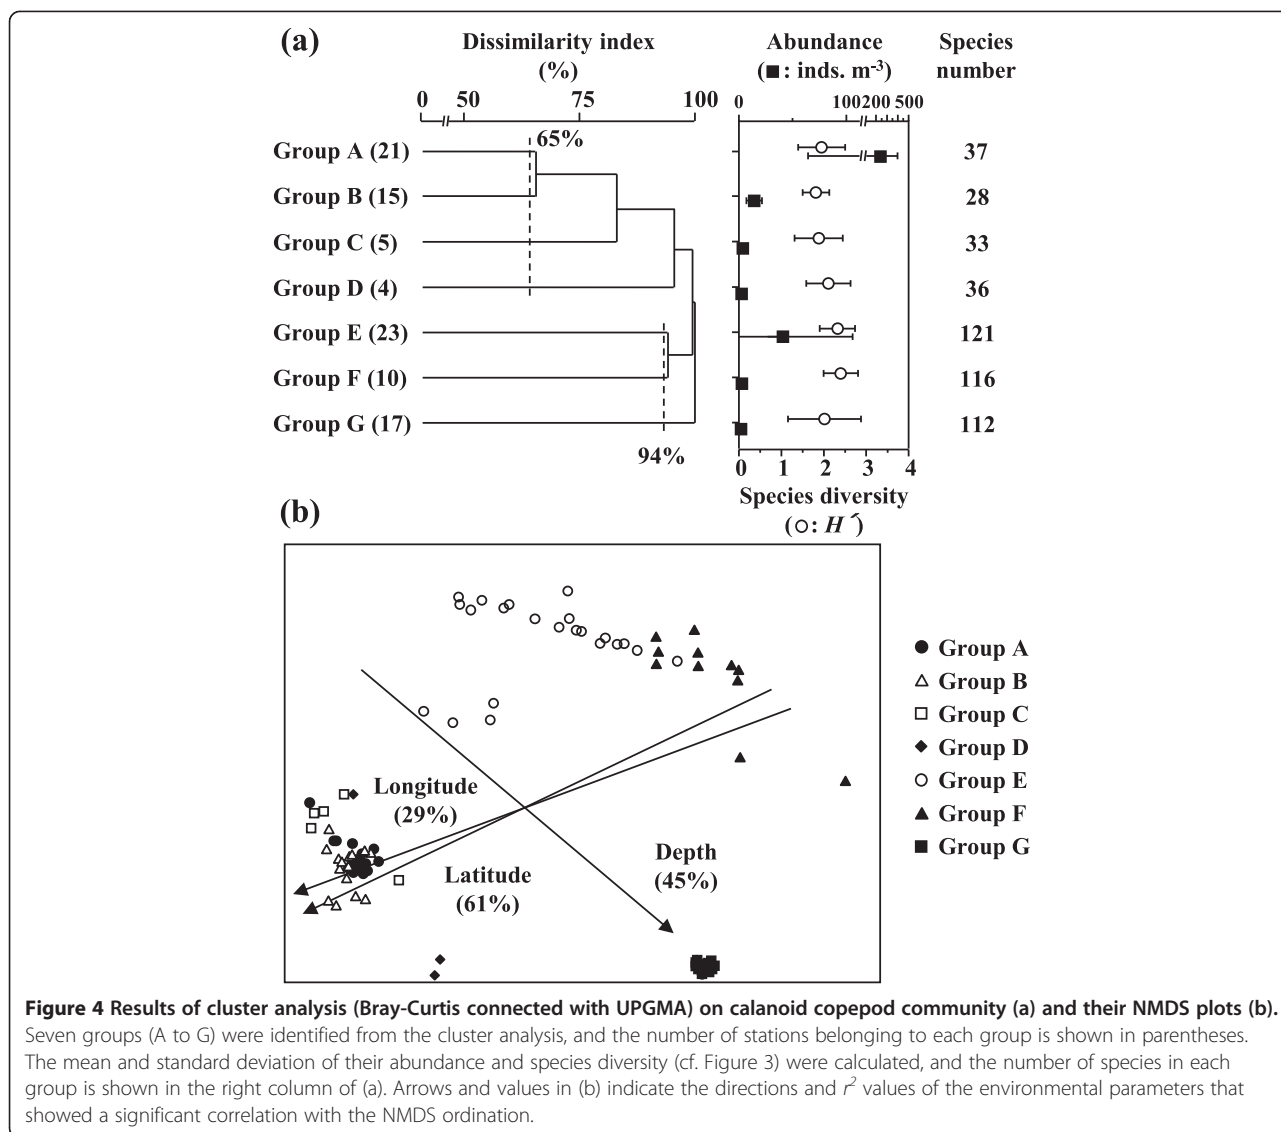 (a)
Dissimilarity index
(%)
Abundance
(■: inds. m-3)
Species
number
0 50 75 100
0 100 200 500
65%
Group A (21) 37
Group B (15) 28
Group C (5) 33
Group D (4) 36
Group E (23) 121
Group F (10) 116
Group G (17) 112
94%
0 1 2 3 4
Species diversity
(○: H´)
(b)
Longitude
(29%)
Latitude
(61%)
Depth
(45%)
Group A
Group B
Group C
Group D
Group E
Group F
Group G
Figure 4 Results of cluster analysis (Bray-Curtis connected with UPGMA) on calanoid copepod community (a) and their NMDS plots (b).
Seven groups (A to G) were identified from the cluster analysis, and the number of stations belonging to each group is shown in parentheses.
The mean and standard deviation of their abundance and species diversity (cf. Figure 3) were calculated, and the number of species in each
group is shown in the right column of (a). Arrows and values in (b) indicate the directions and r2 values of the environmental parameters that
showed a significant correlation with the NMDS ordination.